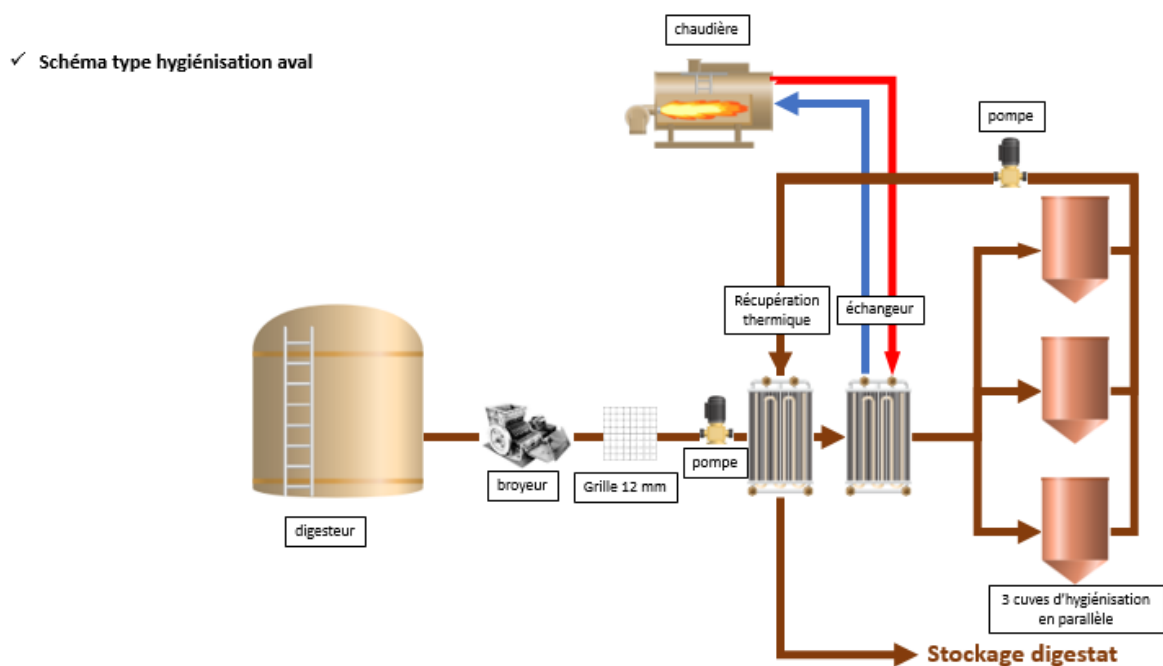 chaudière
✓ Schéma type hygiénisation aval
pompe
Récupération
thermique
échangeur
pompe
broyeur
Grille 12 mm
digesteur
3 cuves d'hygiénisation
en parallèle
Stockage digestat